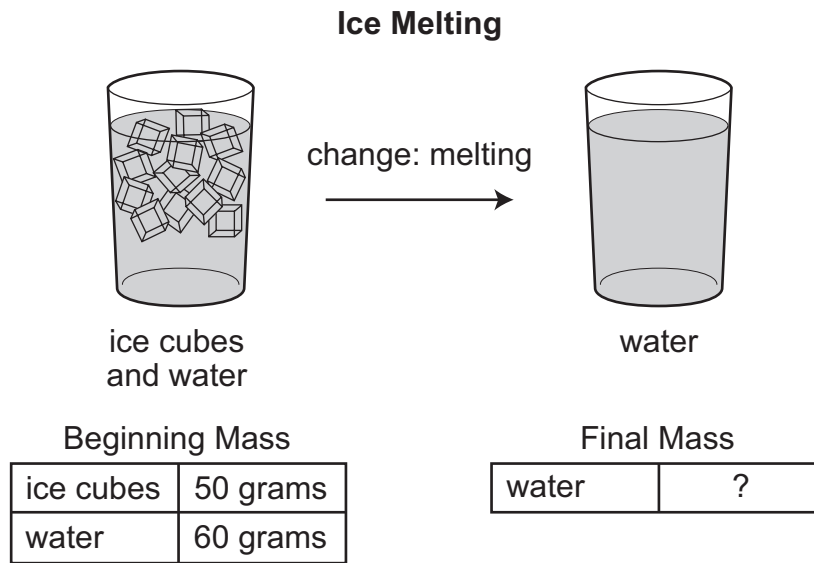 Ice Melting
change: melting
ice cubes
and water
water
Beginning Mass
ice cubes 50 grams
water 60 grams
Final Mass
water ?